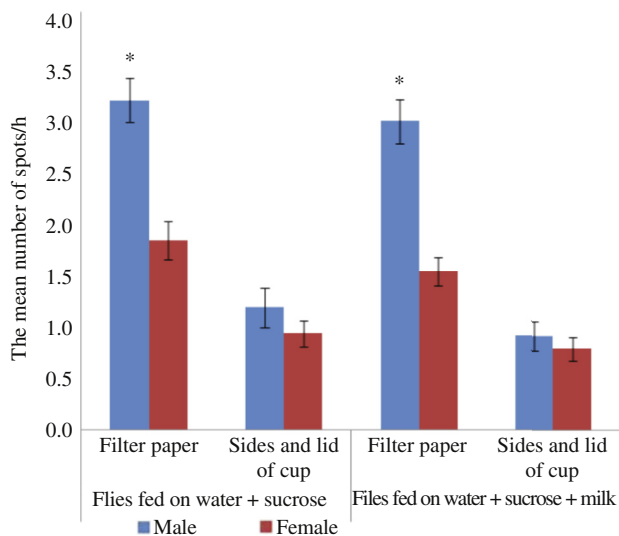 The mean number of spots/h
4.0
3.5
3.0
2.5
2.0
1.5
1.0
0.5
0.0
*
*
Filter paper
Sides and lid
of cup
Filter paper
Sides and lid
of cup
Flies fed on water + sucrose
Files fed on water + sucrose + milk
Male
Female